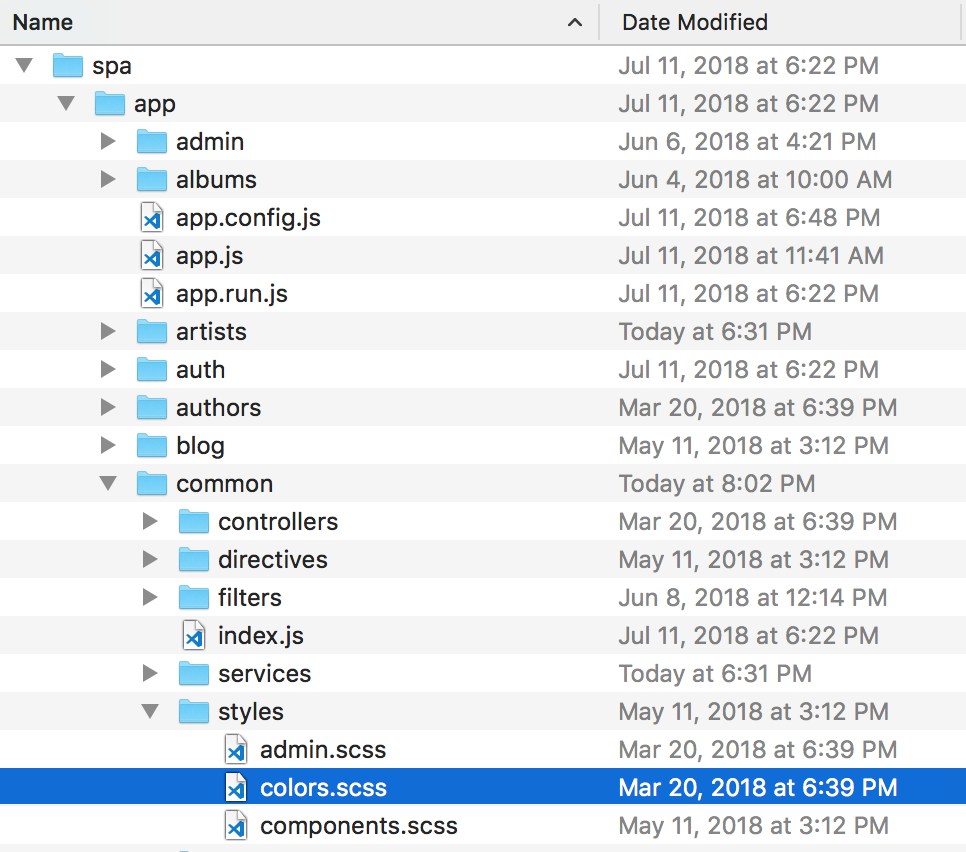 Name Date Modified
spa Jul 11, 2018 at 6:22 PM
app Jul 11, 2018 at 6:22 PM
admin Jun 6, 2018 at 4:21 PM
albums Jun 4, 2018 at 10:00 AM
app.config.js Jul 11, 2018 at 6:48 PM
app.js Jul 11, 2018 at 11:41 AM
app.run.js Jul 11, 2018 at 6:22 PM
artists Today at 6:31 PM
auth Jul 11, 2018 at 6:22 PM
authors Mar 20, 2018 at 6:39 PM
blog May 11, 2018 at 3:12 PM
common Today at 8:02 PM
controllers Mar 20, 2018 at 6:39 PM
directives May 11, 2018 at 3:12 PM
filters Jun 8, 2018 at 12:14 PM
index.js Jul 11, 2018 at 6:22 PM
services Today at 6:31 PM
styles May 11, 2018 at 3:12 PM
admin.scss Mar 20, 2018 at 6:39 PM
colors.scss Mar 20, 2018 at 6:39 PM
components.scss May 11, 2018 at 3:12 PM